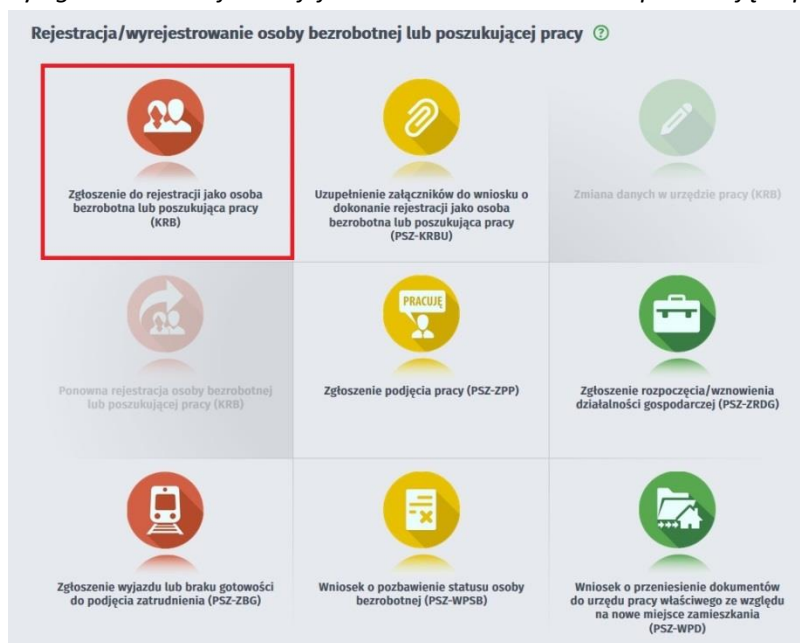 Rejestracja/wyrejestrowanie osoby bezrobotnej lub poszukującej pracy ?
Zgłoszenie do rejestracji jako osoba
bezrobotna lub poszukująca pracy
(KRB)
Uzupełnienie załączników do wniosku o
dokonanie rejestracji jako osoba
bezrobotna lub poszukująca pracy
(PSZ-KRBU)
Zmiana danych w urzędzie pracy (KRB)
Ponowna rejestracja osoby bezrobotnej
lub poszukującej pracy (KRB)
PRACUJĘ
Zgłoszenie podjęcia pracy (PSZ-ZPP)
Zgłoszenie rozpoczęcia/wznowienia
działalności gospodarczej (PSZ-ZRDG)
Zgłoszenie wyjazdu lub braku gotowości
do podjęcia zatrudnienia (PSZ-ZBG)
Wniosek o pozbawienie statusu osoby
bezrobotnej (PSZ-WPSB)
Wniosek o przeniesienie dokumentów
do urzędu pracy właściwego ze względu
na nowe miejsce zamieszkania
(PSZ-WPD)